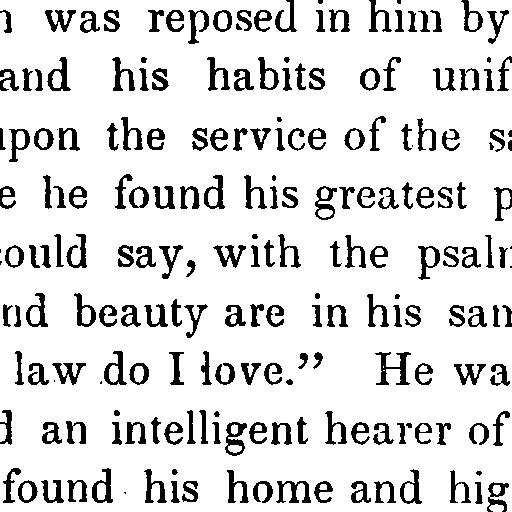 was reposed in him by
and his habits of unif
upon the service of the sa
e he found his greatest p
could say, with the psalm
nd beauty are in his san
law do I love.” He wa
d an intelligent hearer of
found his home and hig